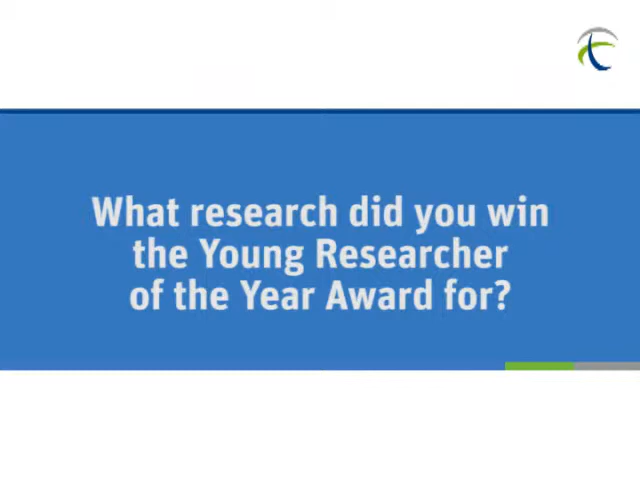 What research did you win
the Young Researcher
of the Year Award for?